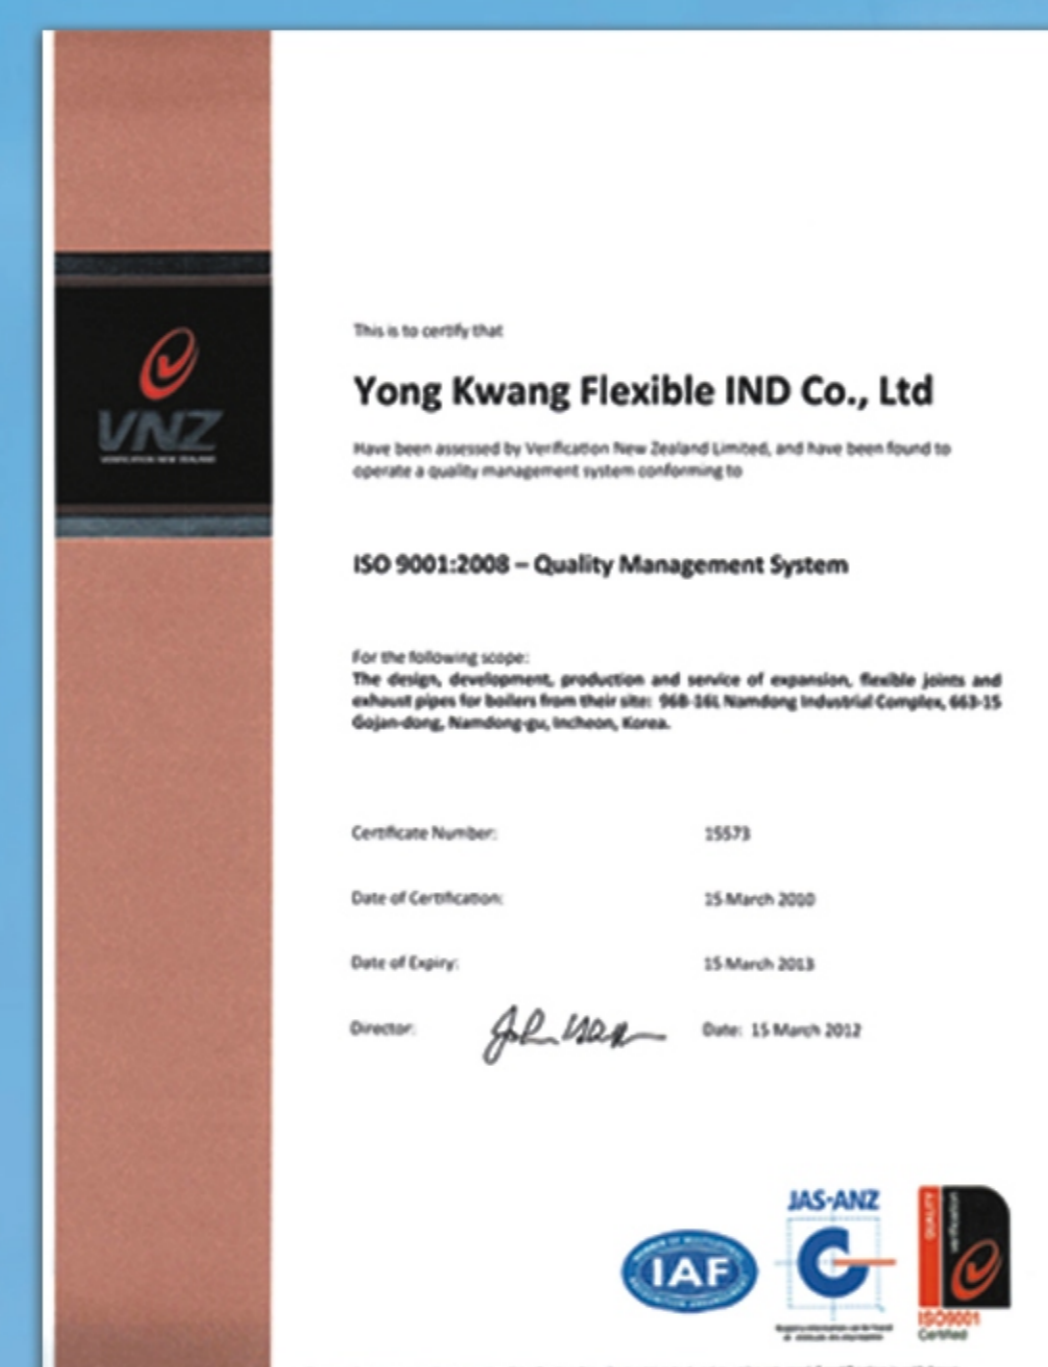 This is to certify that
Yong Kwang Flexible IND Co., Ltd
VNZ
VERIFICATION NEW ZEALAND
Have been assessed by Verification New Zealand Limited, and have been found to
operate a quality management system conforming to
ISO 9001:2008 – Quality Management System
For the following scope:
The design, development, production and service of expansion, flexible joints and
exhaust pipes for boilers from their site: 96B-16L Namdong Industrial Complex, 663-15
Gojan-dong, Namdong-gu, Incheon, Korea.
Certificate Number: 15573
Date of Certification: 15 March 2010
Date of Expiry: 15 March 2013
Director: Date: 15 March 2012
JAS-ANZ
IAF
QUALITY
verification
ISO9001
Certified